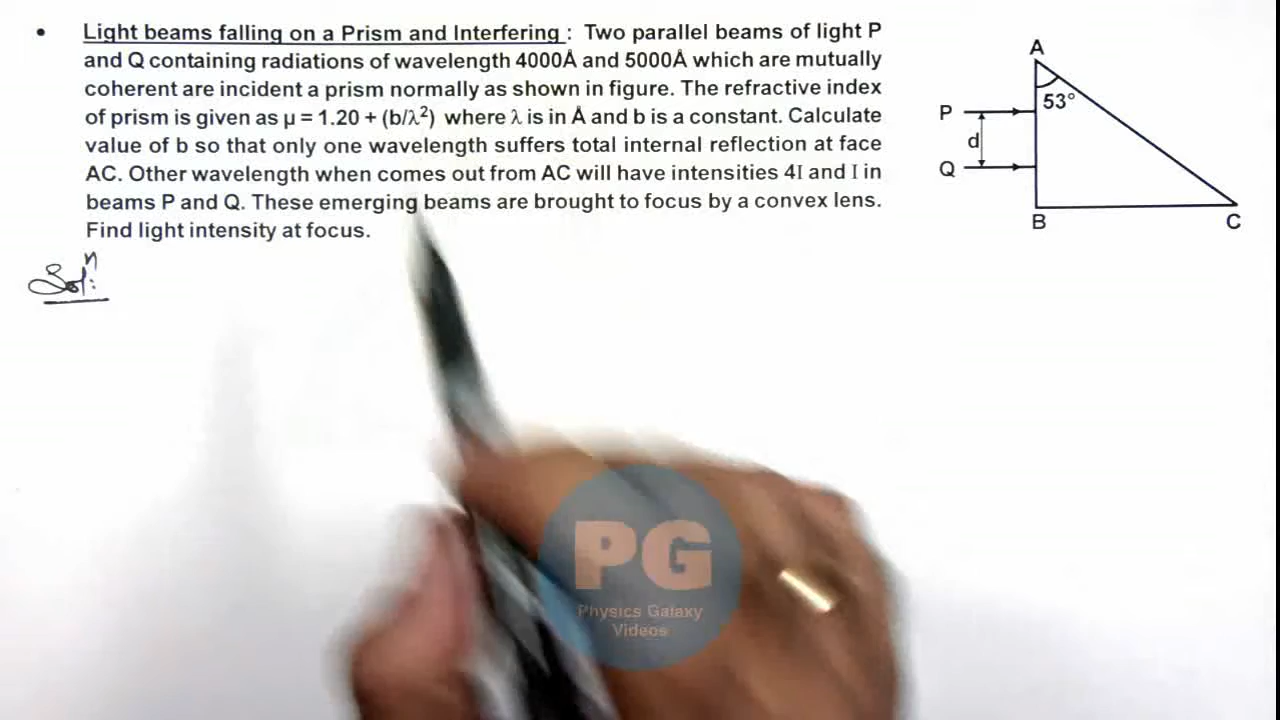 • Light beams falling on a Prism and Interfering : Two parallel beams of light P
and Q containing radiations of wavelength 4000Å and 5000Å which are mutually
coherent are incident a prism normally as shown in figure. The refractive index
of prism is given as µ = 1.20 + (b/λ²) where λ is in Å and b is a constant. Calculate
value of b so that only one wavelength suffers total internal reflection at face
AC. Other wavelength when comes out from AC will have intensities 4I and I in
beams P and Q. These emerging beams are brought to focus by a convex lens.
Find light intensity at focus.
A
53°
P
d
Q
B
C
Solⁿ:
PG
Physics Galaxy
Videos